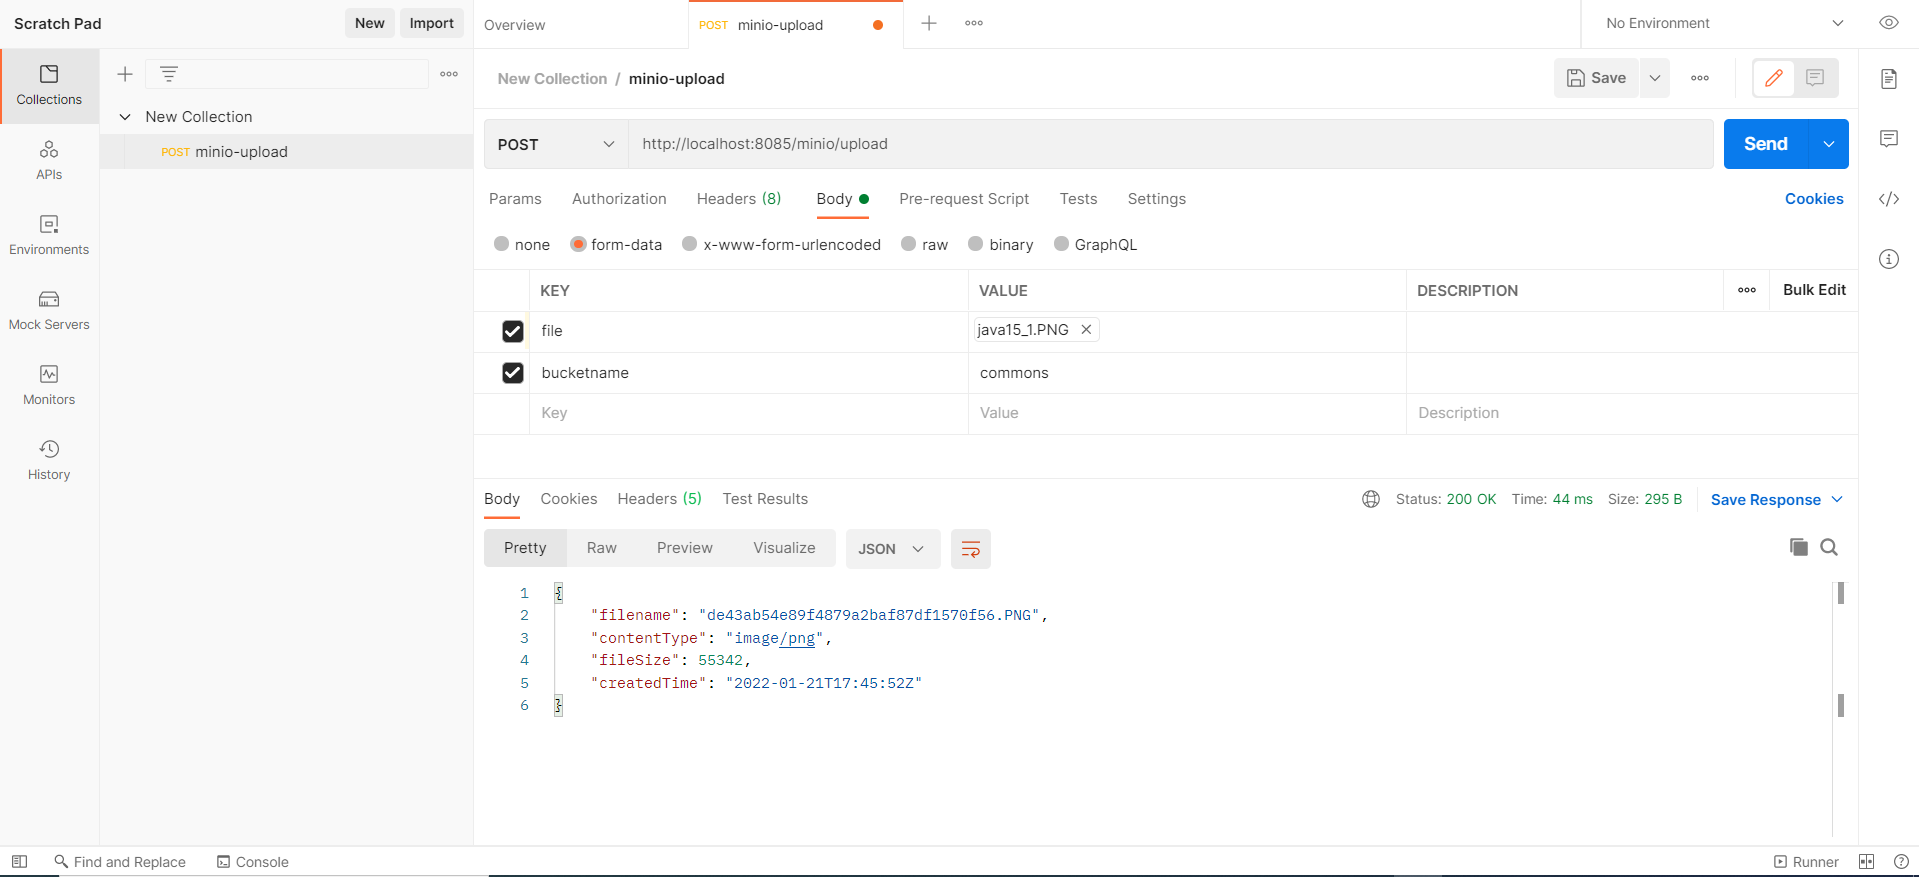 Scratch Pad New Import Overview POST minio-upload No Environment
Collections
APIs
Environments
Mock Servers
Monitors
History
New Collection
POST minio-upload
New Collection / minio-upload Save
POST http://localhost:8085/minio/upload Send
Params Authorization Headers (8) Body Pre-request Script Tests Settings Cookies
none form-data x-www-form-urlencoded raw binary GraphQL
KEY VALUE DESCRIPTION Bulk Edit
file java15_1.PNG
bucketname commons
Key Value Description
Body Cookies Headers (5) Test Results Status: 200 OK Time: 44 ms Size: 295 B Save Response
Pretty Raw Preview Visualize JSON
1 {
2 "filename": "de43ab54e89f4879a2baf87df1570f56.PNG",
3 "contentType": "image/png",
4 "fileSize": 55342,
5 "createdTime": "2022-01-21T17:45:52Z"
6 }
Find and Replace Console Runner